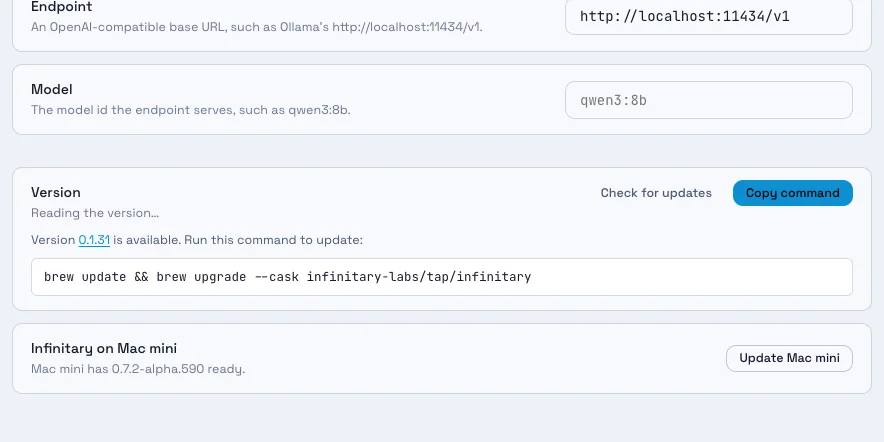 Endpoint
An OpenAI-compatible base URL, such as Ollama's http://localhost:11434/v1.
http://localhost:11434/v1
Model
The model id the endpoint serves, such as qwen3:8b.
qwen3:8b
Version
Check for updates
Copy command
Reading the version...
Version 0.1.31 is available. Run this command to update:
brew update && brew upgrade --cask infinitary-labs/tap/infinitary
Infinitary on Mac mini
Mac mini has 0.7.2-alpha.590 ready.
Update Mac mini